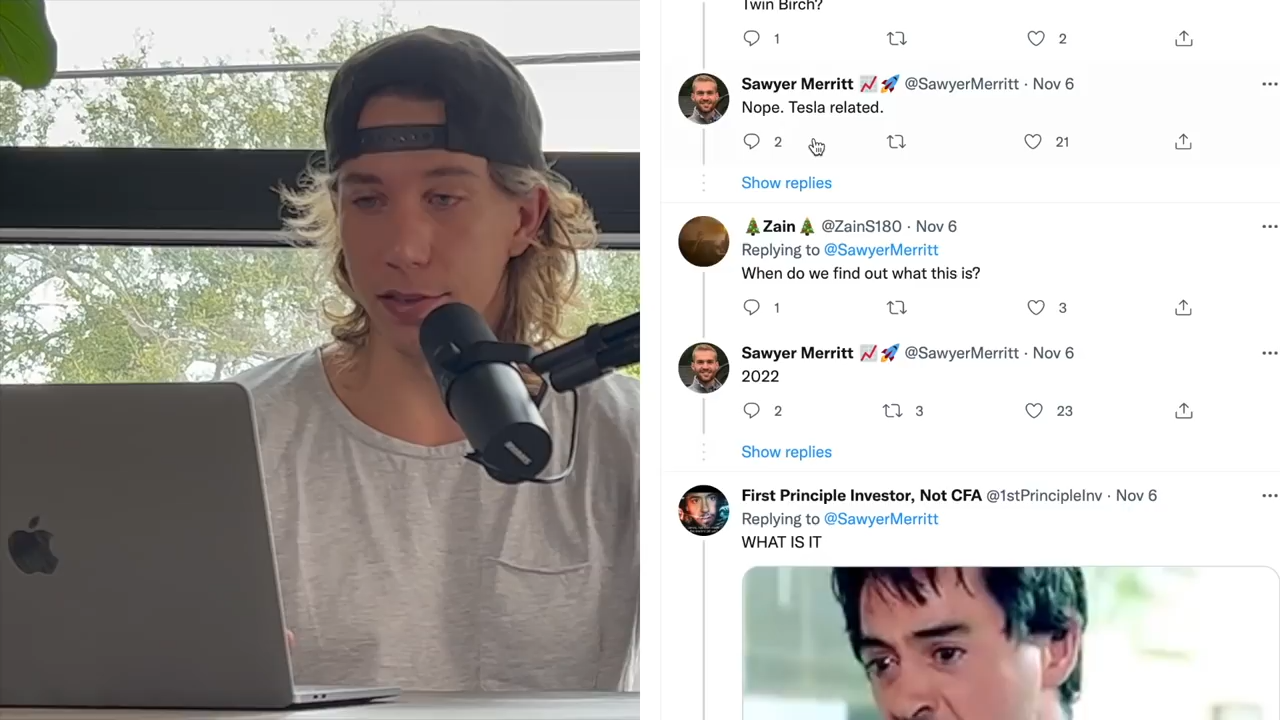 Twin Birch?
1
2
Sawyer Merritt 📈🚀 @SawyerMerritt · Nov 6
Nope. Tesla related.
2
21
Show replies
🎄Zain🎄 @ZainS180 · Nov 6
Replying to @SawyerMerritt
When do we find out what this is?
1
3
Sawyer Merritt 📈🚀 @SawyerMerritt · Nov 6
2022
2
3
23
Show replies
First Principle Investor, Not CFA @1stPrincipleInv · Nov 6
Replying to @SawyerMerritt
WHAT IS IT